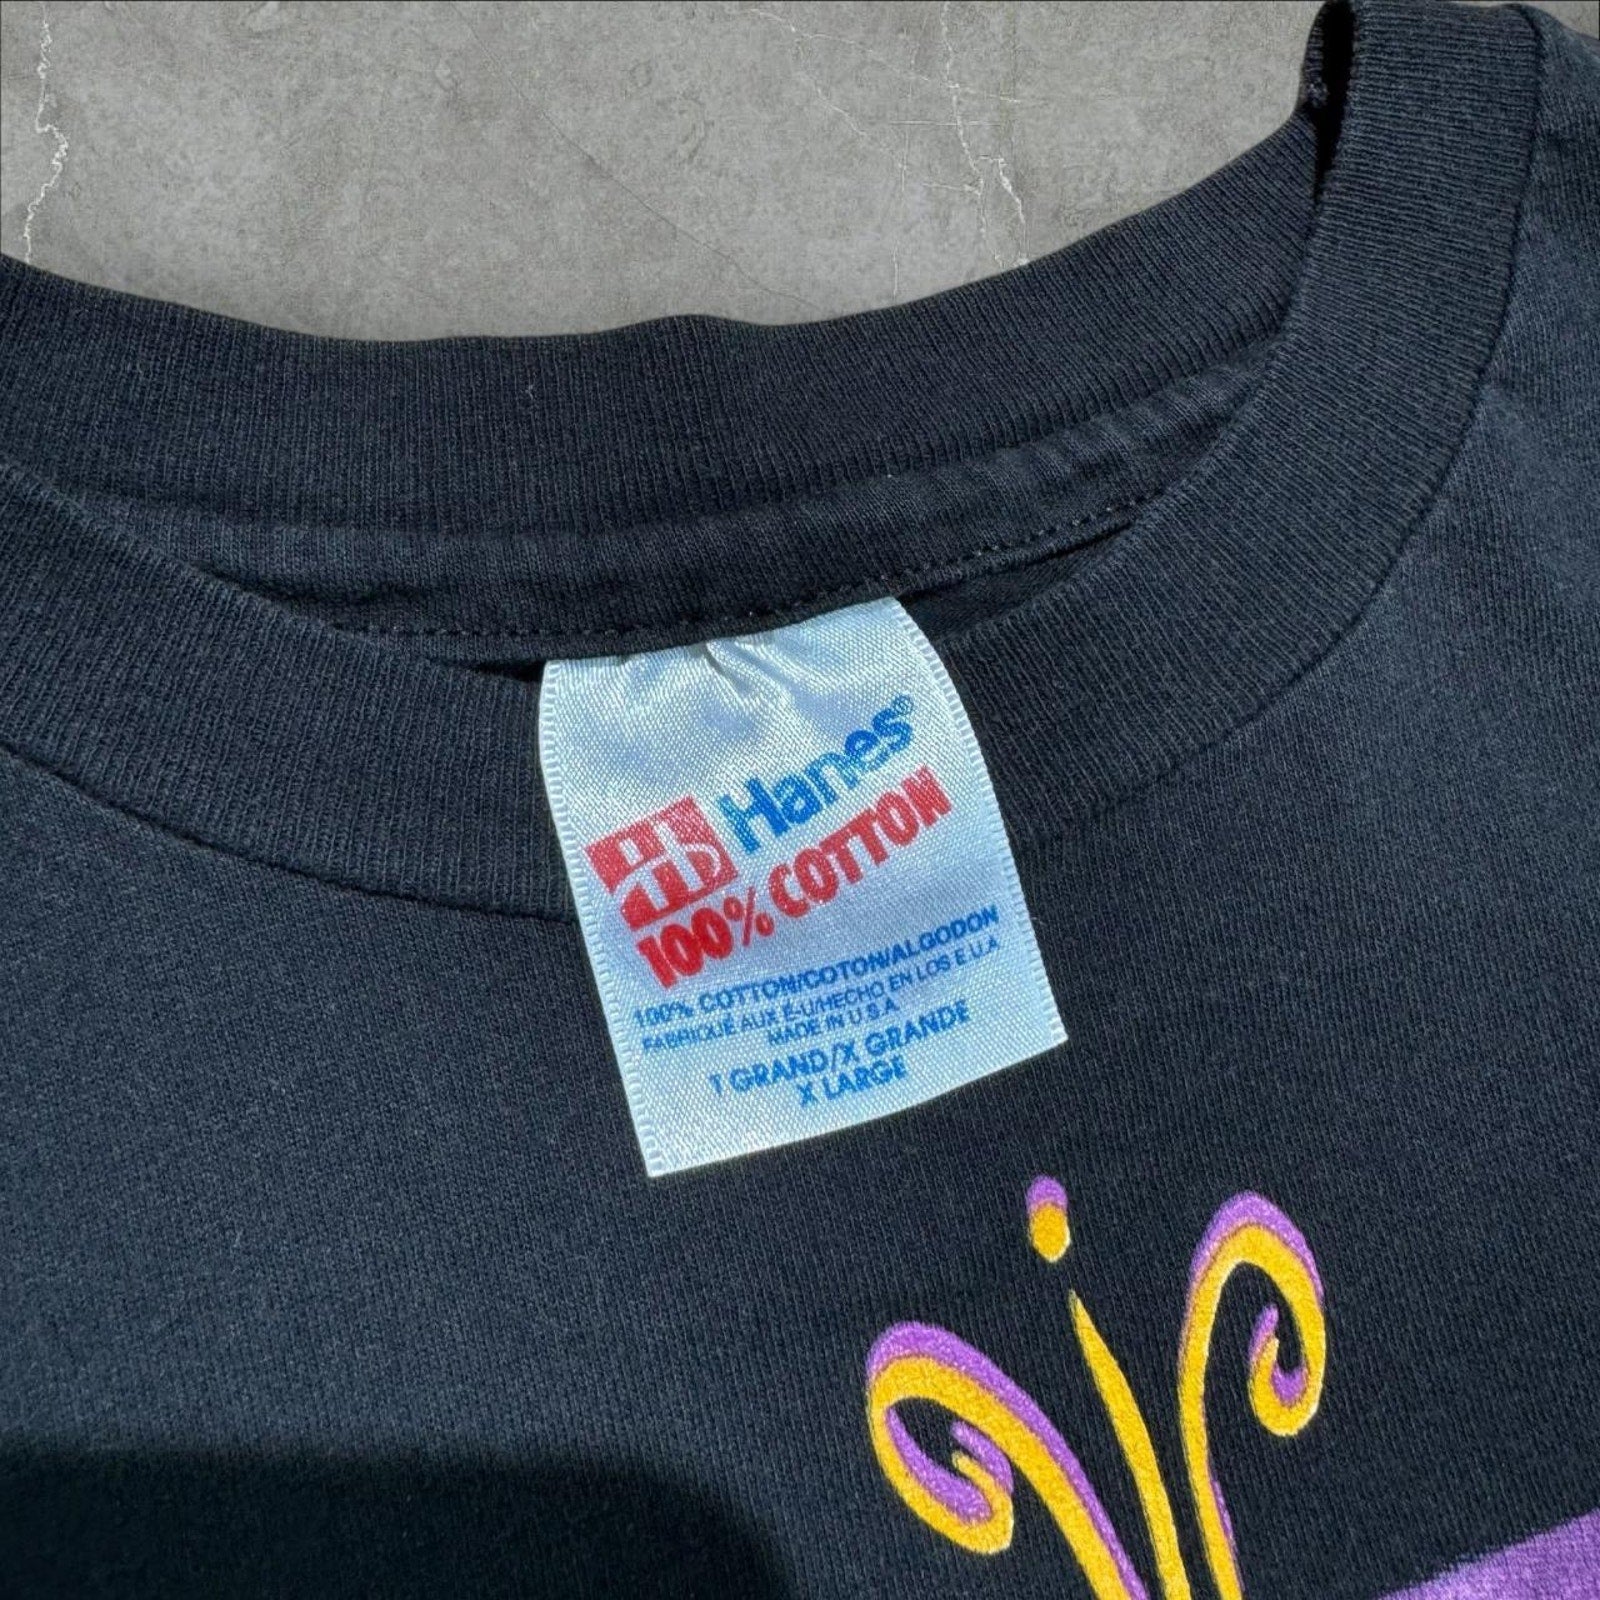 Hanes®
100% COTTON
100% COTTON/COTON/ALGODON
FABRIQUÉ AUX É-U/HECHO EN LOS E.U.A.
MADE IN U.S.A.
T GRAND/X GRANDE
X LARGE